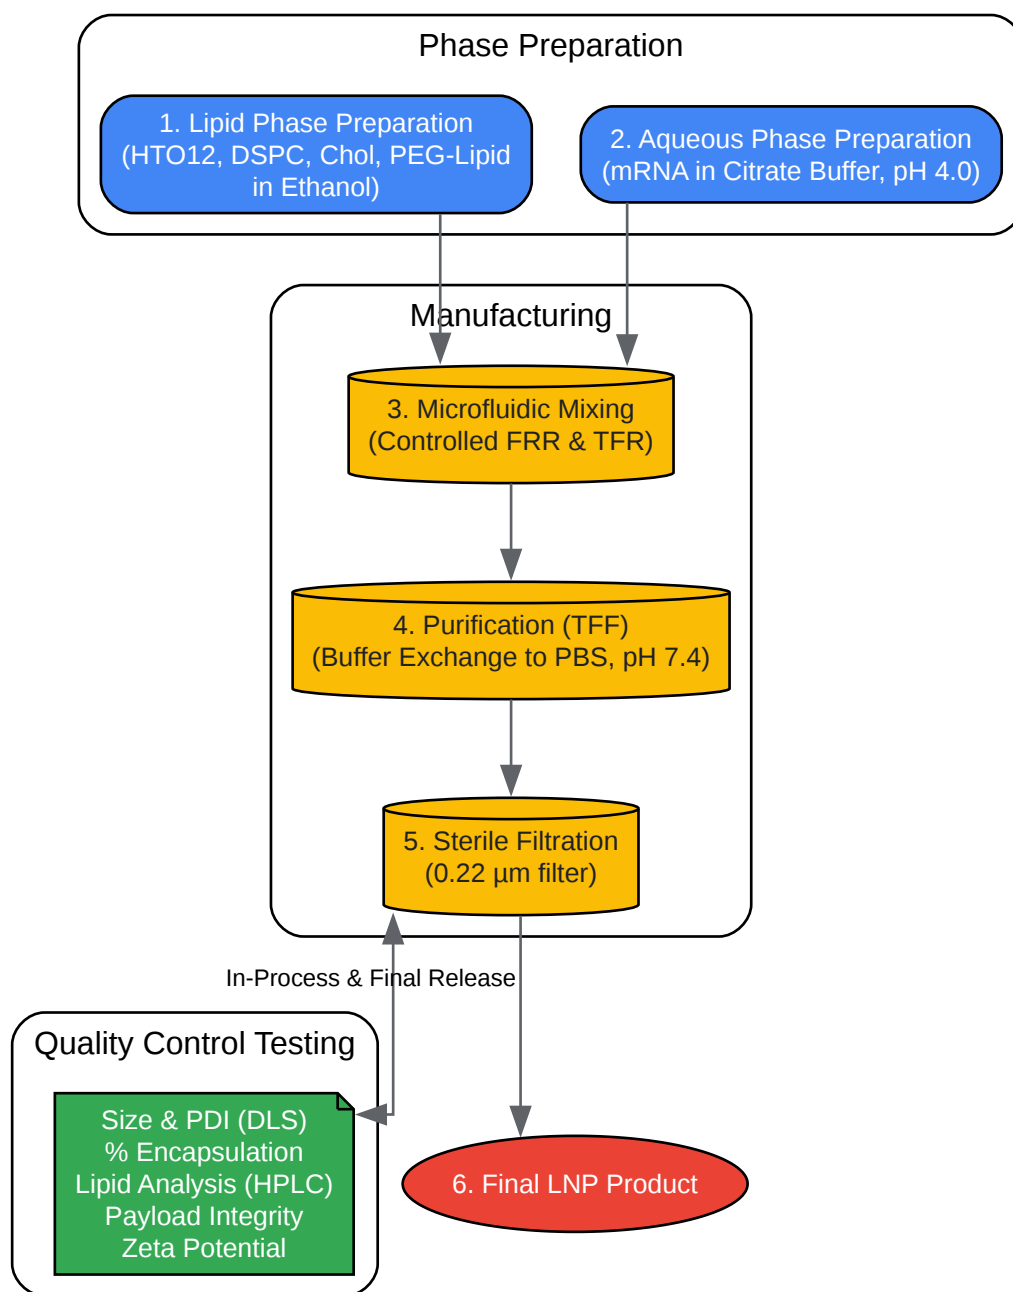 Phase Preparation
1. Lipid Phase Preparation
(HTO12, DSPC, Chol, PEG-Lipid
in Ethanol)
2. Aqueous Phase Preparation
(mRNA in Citrate Buffer, pH 4.0)
Manufacturing
3. Microfluidic Mixing
(Controlled FRR & TFR)
4. Purification (TFF)
(Buffer Exchange to PBS, pH 7.4)
5. Sterile Filtration
(0.22 µm filter)
In-Process & Final Release
Quality Control Testing
Size & PDI (DLS)
% Encapsulation
Lipid Analysis (HPLC)
Payload Integrity
Zeta Potential
6. Final LNP Product